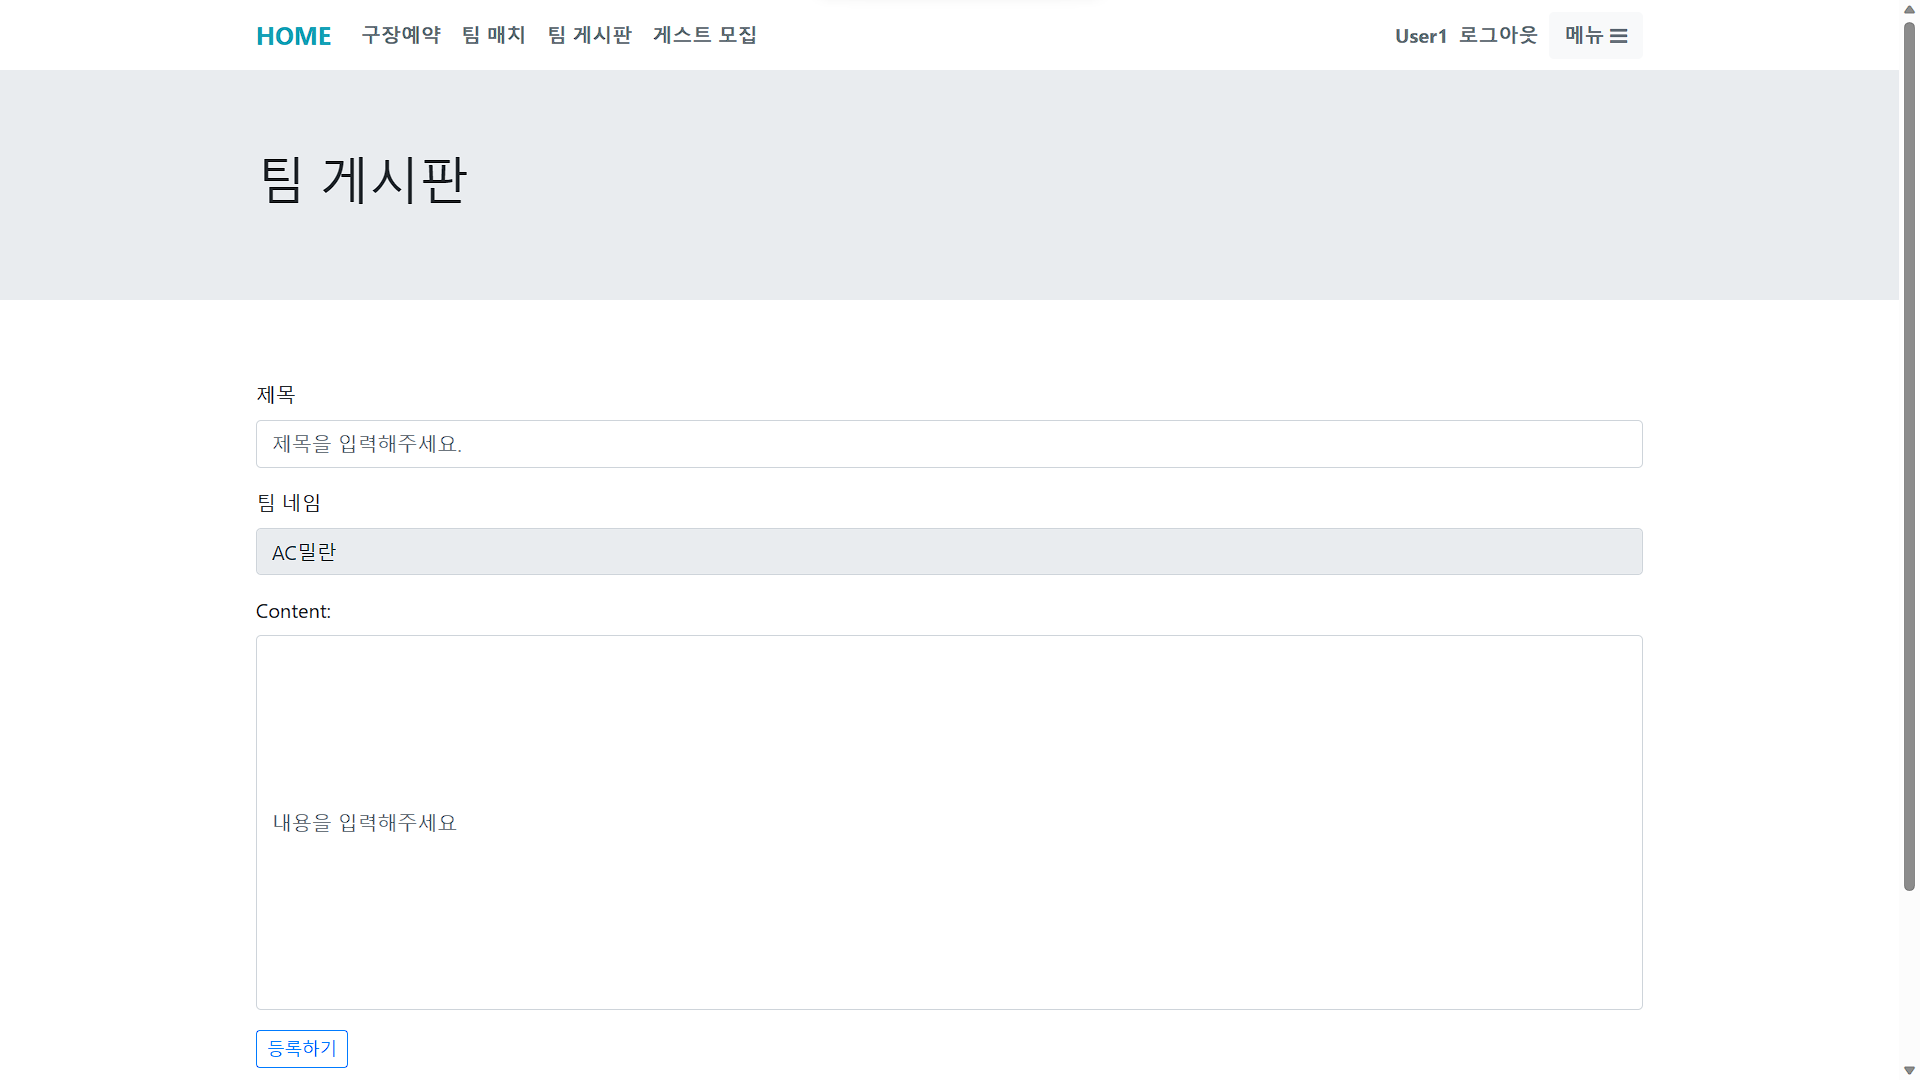 HOME 구장예약 팀 매치 팀 게시판 게스트 모집 User1 로그아웃 메뉴
팀 게시판
제목
제목을 입력해주세요.
팀 네임
AC밀란
Content:
내용을 입력해주세요
등록하기